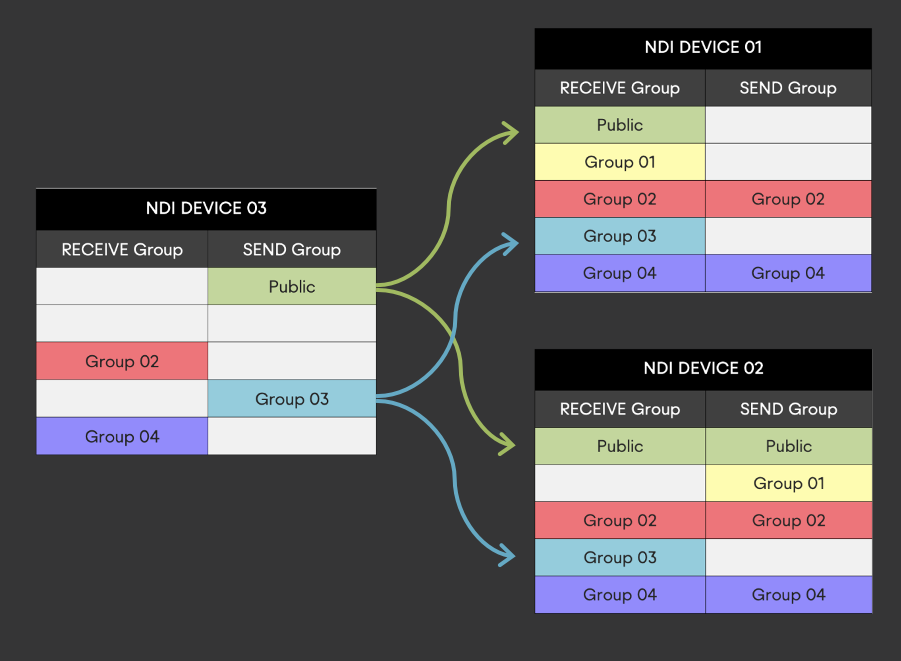 NDI DEVICE 03
RECEIVE Group SEND Group
Public
Group 02
Group 03
Group 04
NDI DEVICE 01
RECEIVE Group SEND Group
Public
Group 01
Group 02 Group 02
Group 03
Group 04 Group 04
NDI DEVICE 02
RECEIVE Group SEND Group
Public Public
Group 01
Group 02 Group 02
Group 03
Group 04 Group 04